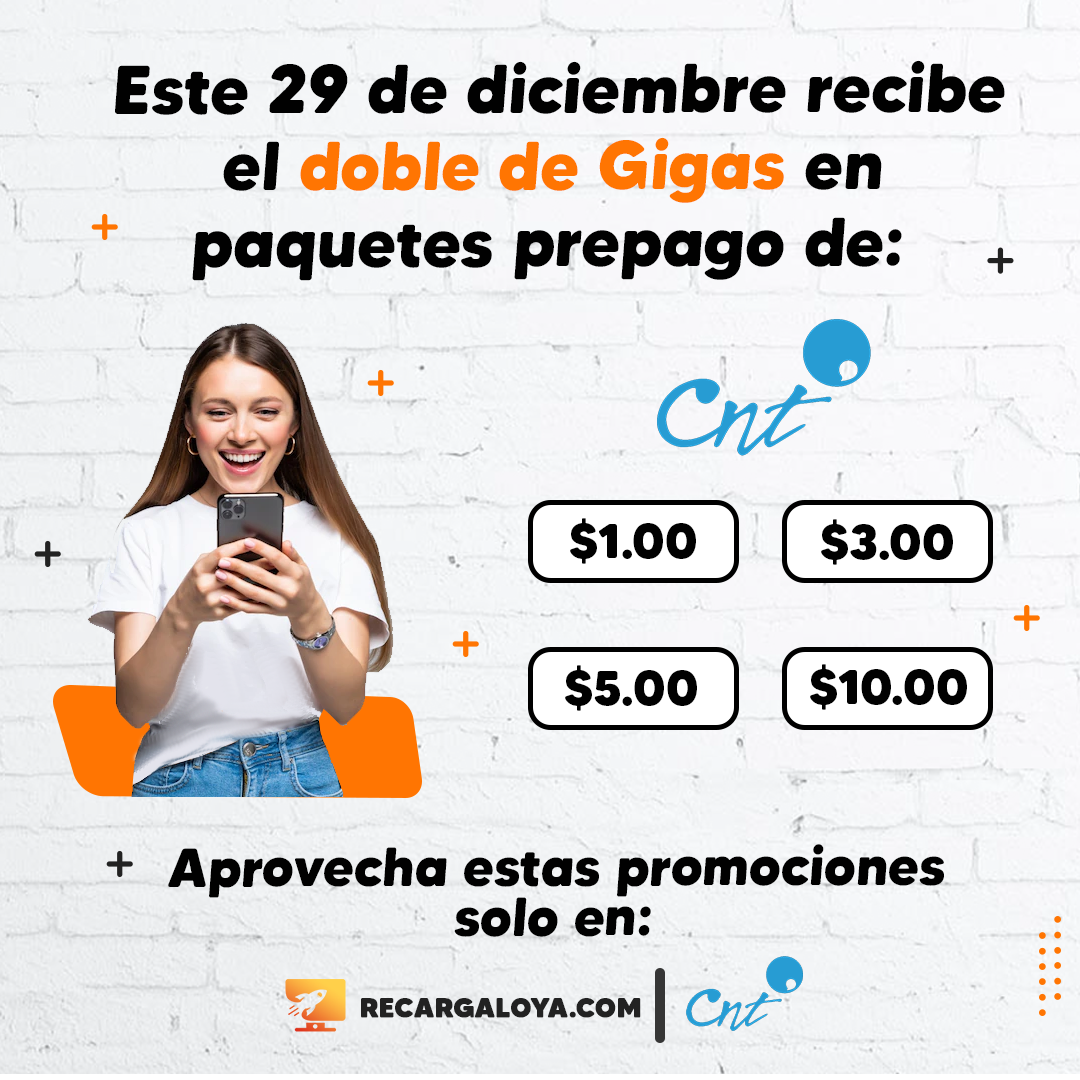 Este 29 de diciembre recibe
el doble de Gigas en
paquetes prepago de:
Cnt
$1.00
$3.00
$5.00
$10.00
Aprovecha estas promociones
solo en:
RECARGALOYA.COM
Cnt